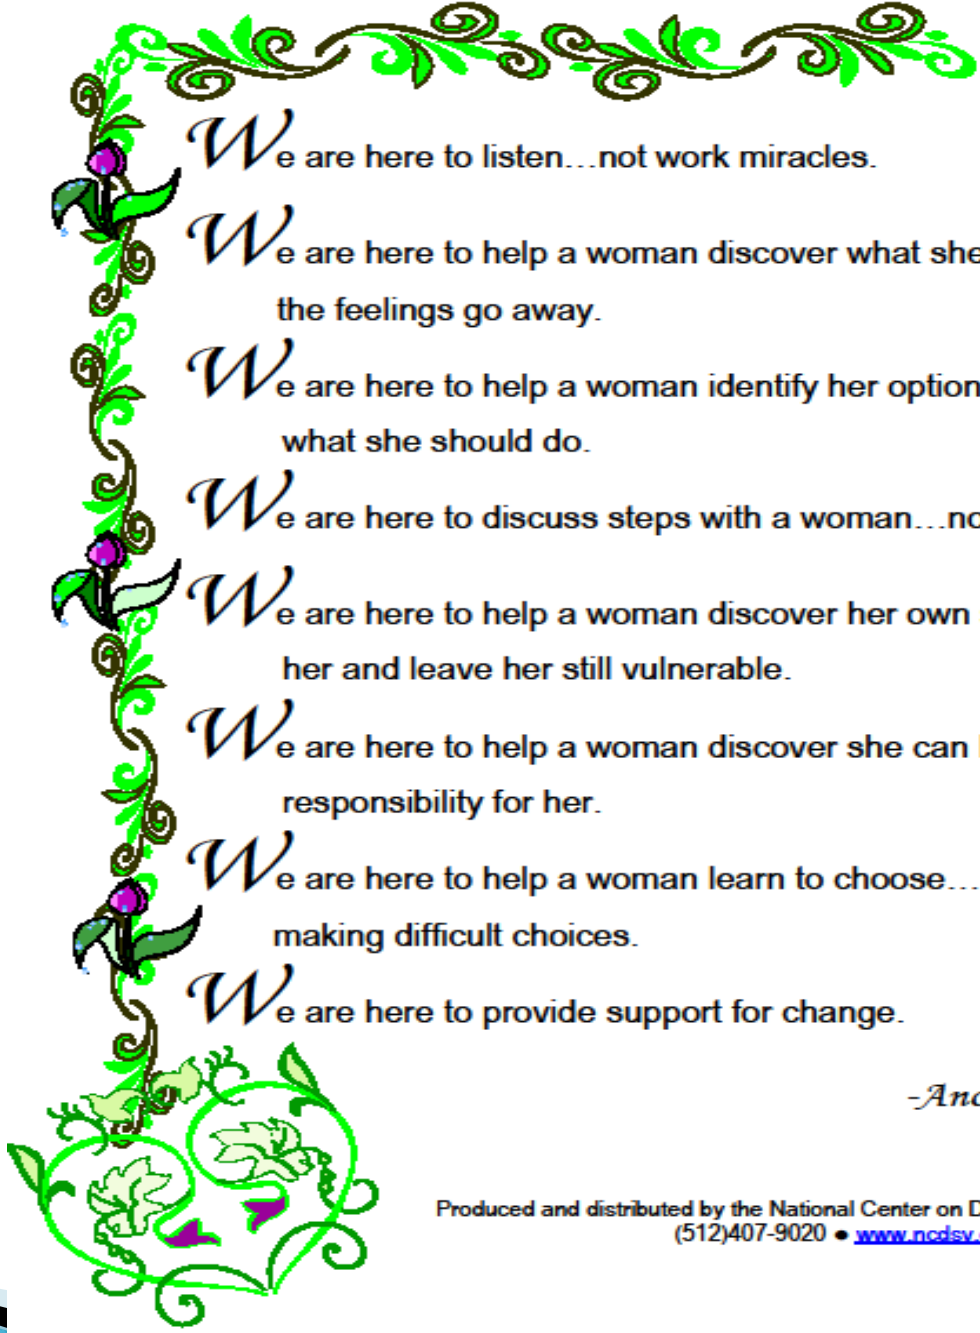 We are here to listen...not work miracles.
We are here to help a woman discover what she
the feelings go away.
We are here to help a woman identify her option
what she should do.
We are here to discuss steps with a woman...no
We are here to help a woman discover her own
her and leave her still vulnerable.
We are here to help a woman discover she can
responsibility for her.
We are here to help a woman learn to choose...
making difficult choices.
We are here to provide support for change.
-An
Produced and distributed by the National Center on D
(512)407-9020 ● www.ncdsv.